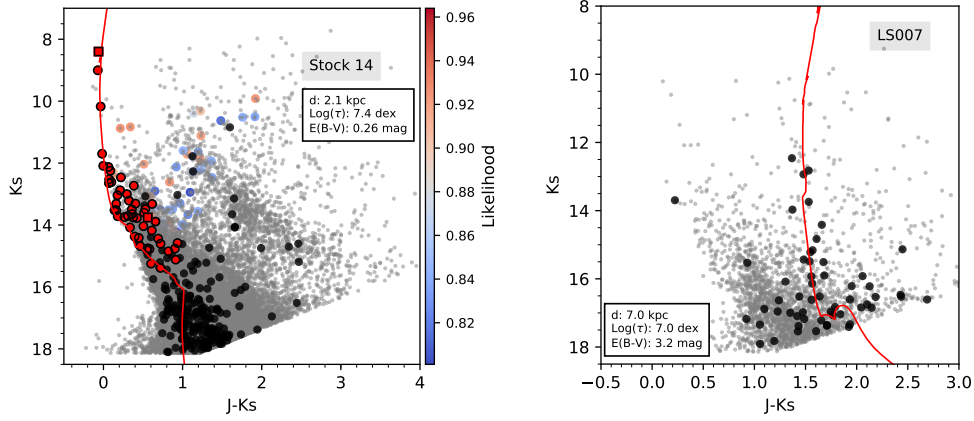 8
10
12
14
16
18
Ks
0
1
2
3
4
J-Ks
Stock 14
d: 2.1 kpc
Log(τ): 7.4 dex
E(B-V): 0.26 mag
0.96
0.94
0.92
0.90
0.88
0.86
0.84
0.82
Likelihood
8
10
12
14
16
18
Ks
−0.5
0.0
0.5
1.0
1.5
2.0
2.5
3.0
J-Ks
LS007
d: 7.0 kpc
Log(τ): 7.0 dex
E(B-V): 3.2 mag